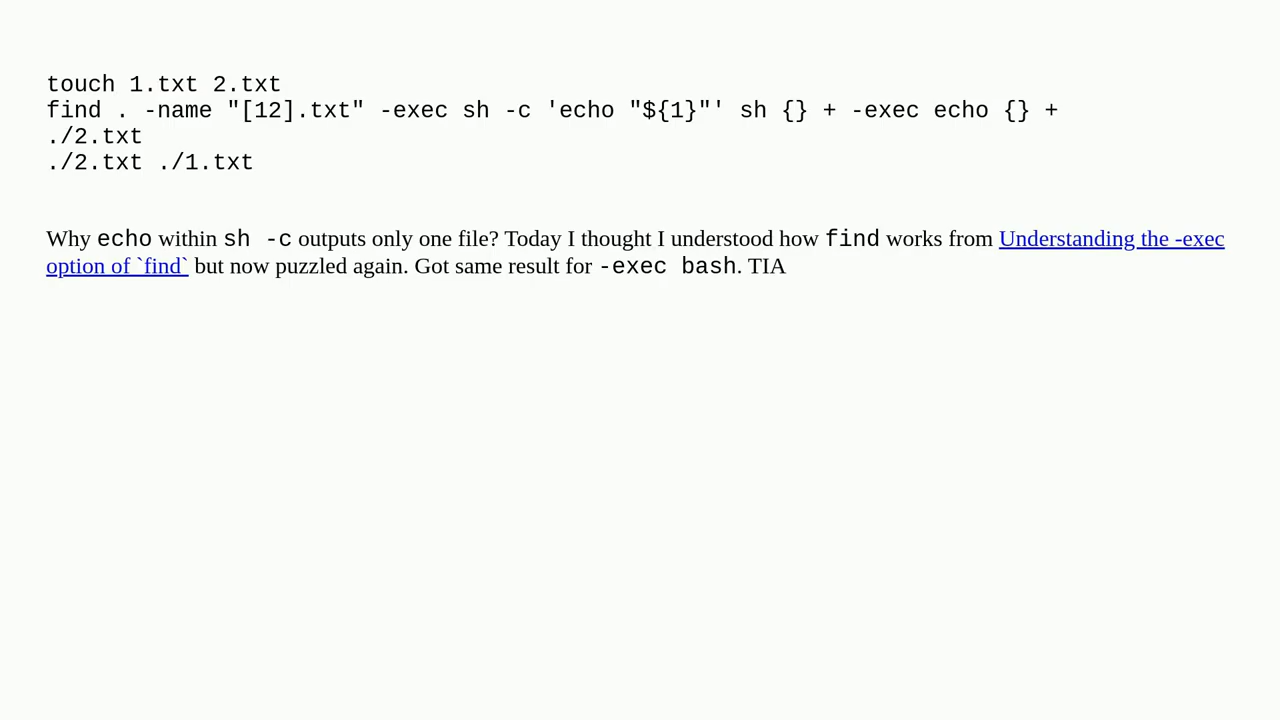 touch 1.txt 2.txt
find . -name "[12].txt" -exec sh -c 'echo "${1}"' sh {} + -exec echo {} +
./2.txt
./2.txt ./1.txt
Why echo within sh -c outputs only one file? Today I thought I understood how find works from Understanding the -exec
option of `find` but now puzzled again. Got same result for -exec bash. TIA